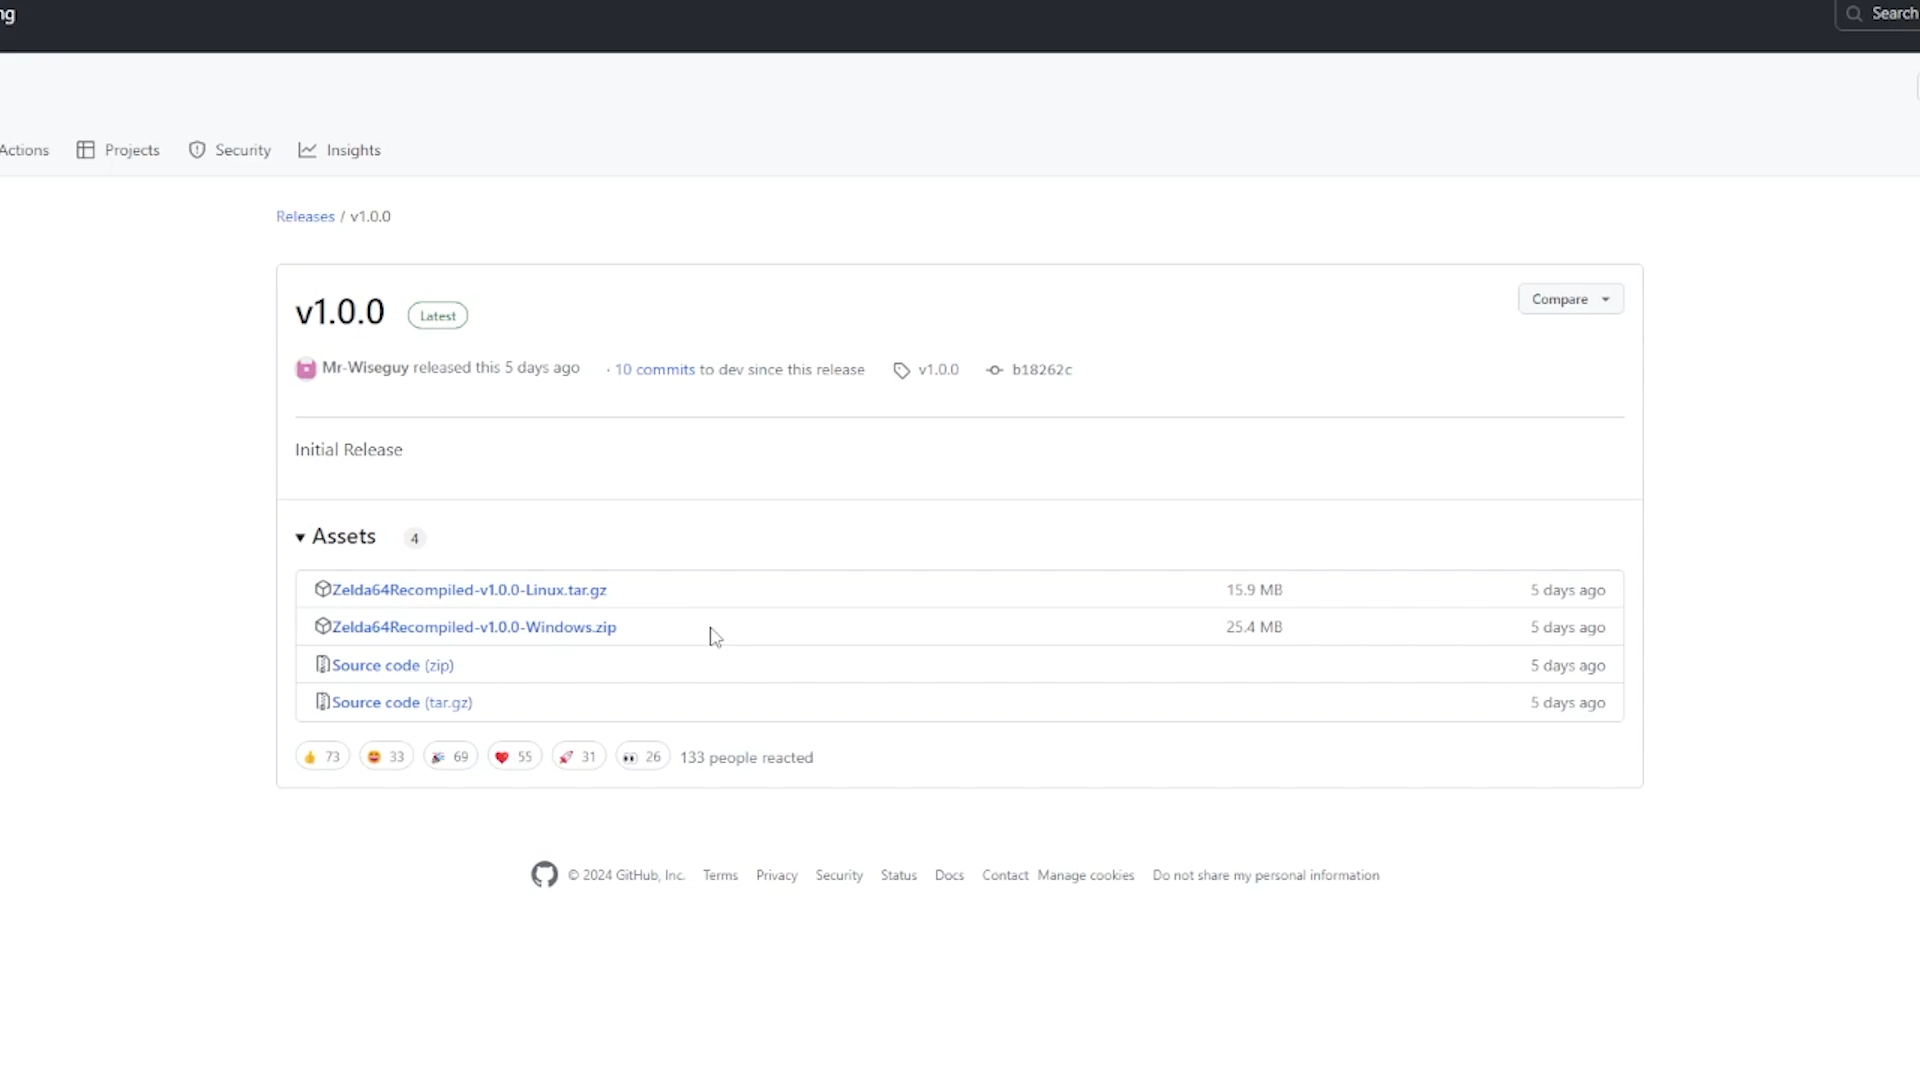 ng
Search
Actions Projects Security Insights
Releases / v1.0.0
v1.0.0 Latest
Compare
Mr-Wiseguy released this 5 days ago · 10 commits to dev since this release v1.0.0 b18262c
Initial Release
Assets 4
Zelda64Recompiled-v1.0.0-Linux.tar.gz 15.9 MB 5 days ago
Zelda64Recompiled-v1.0.0-Windows.zip 25.4 MB 5 days ago
Source code (zip) 5 days ago
Source code (tar.gz) 5 days ago
73 33 69 55 31 26 133 people reacted
© 2024 GitHub, Inc. Terms Privacy Security Status Docs Contact Manage cookies Do not share my personal information